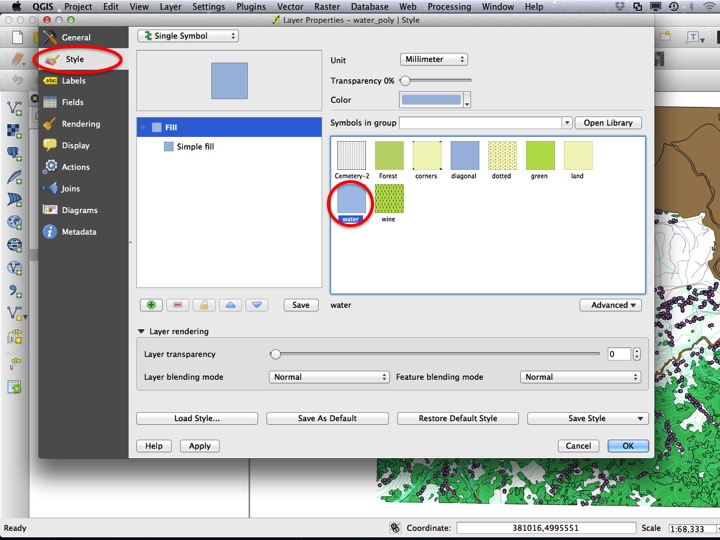 QGIS Project Edit View Layer Settings Plugins Vector Raster Database Web Processing Window Help
Layer Properties - water_poly | Style
General
Style
Labels
Fields
Rendering
Display
Actions
Joins
Diagrams
Metadata
Single Symbol
Fill
Simple fill
Save
Unit Millimeter
Transparency 0%
Color
Symbols in group Open Library
Cemetery-2 Forest corners diagonal dotted green land
water wine
water Advanced
Layer rendering
Layer transparency 0
Layer blending mode Normal Feature blending mode Normal
Load Style... Save As Default Restore Default Style Save Style
Help Apply Cancel OK
Ready Coordinate: 381016,4995551 Scale 1:68,333